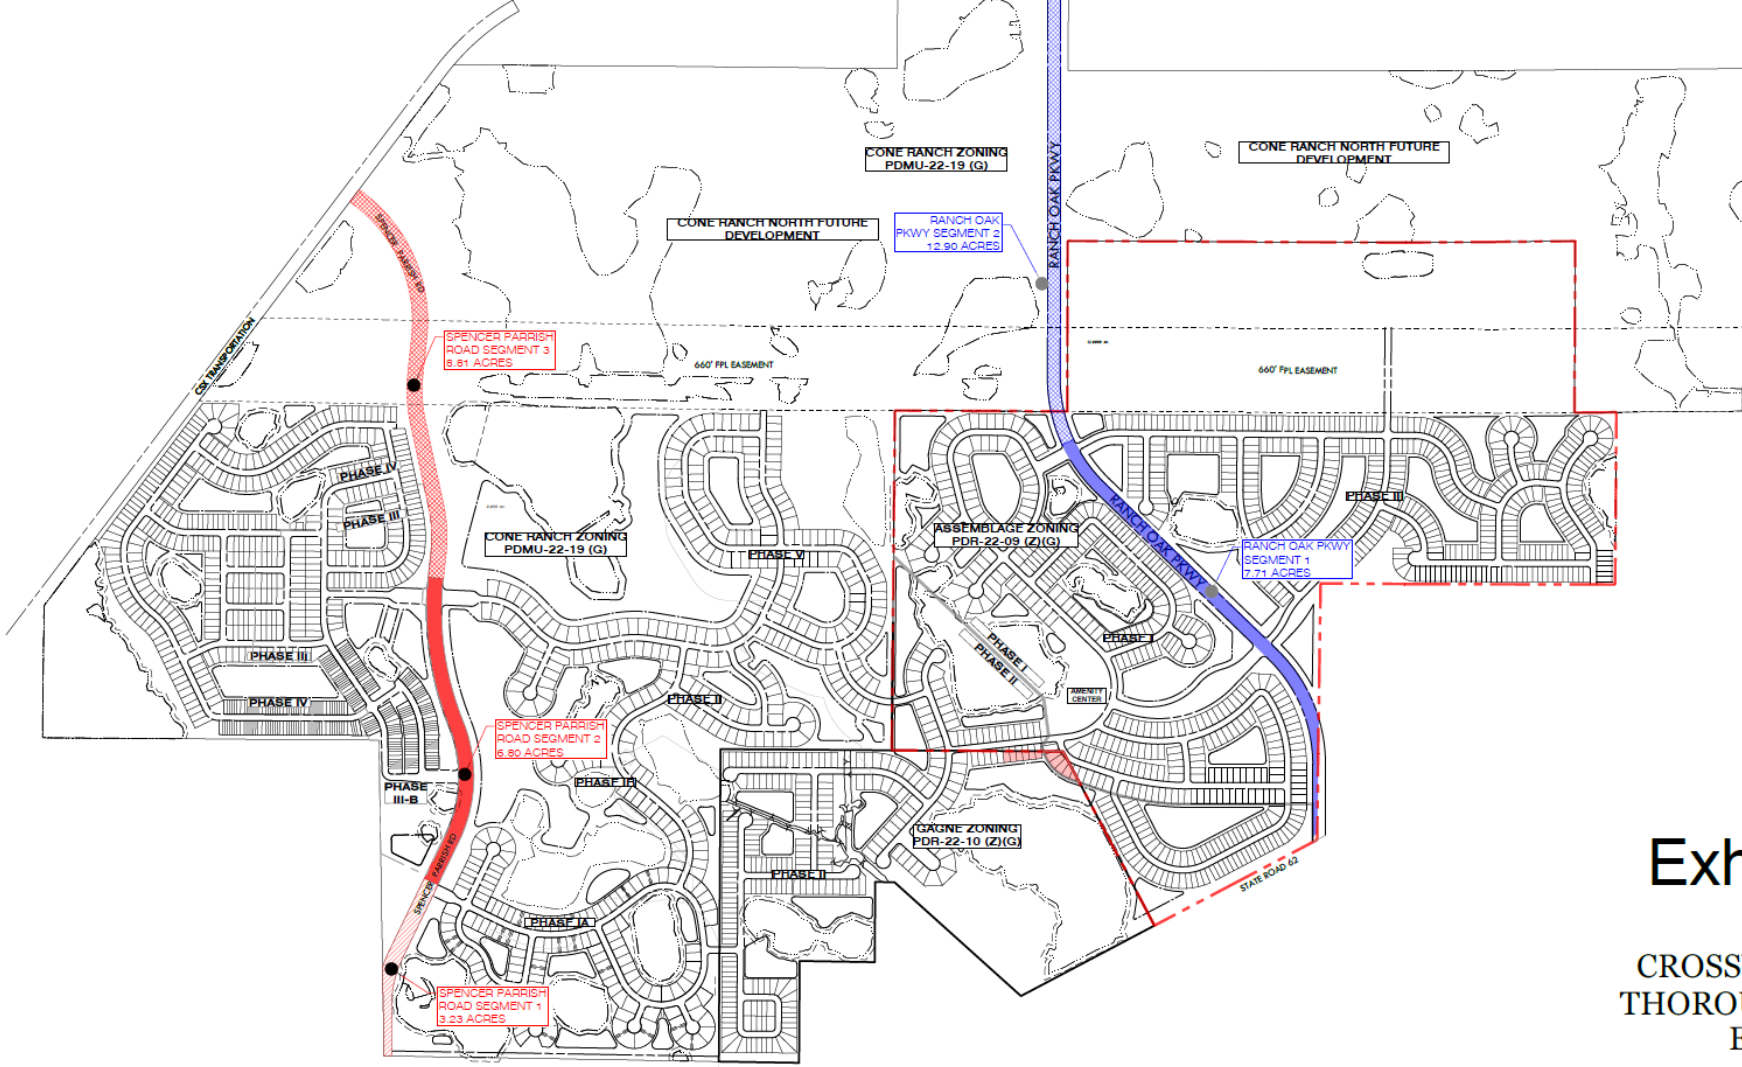 RANCH OAK PKWY
CONE RANCH ZONING
PDMU-22-19 (G)
CONE RANCH NORTH FUTURE
DEVELOPMENT
CONE RANCH NORTH FUTURE
DEVELOPMENT
RANCH OAK
PKWY SEGMENT 2
12.90 ACRES
SPENCER PARRISH RD
CSX TRANSPORTATION
SPENCER PARRISH
ROAD SEGMENT 3
8.81 ACRES
660' FPL EASEMENT
660' FPL EASEMENT
PHASE IV
PHASE III
CONE RANCH ZONING
PDMU-22-19 (G)
PHASE V
ASSEMBLAGE ZONING
PDR-22-09 (Z)(G)
RANCH OAK PKWY
PHASE III
RANCH OAK PKWY
SEGMENT 1
7.71 ACRES
PHASE I
PHASE I
PHASE II
AMENITY
CENTER
PHASE III
PHASE IV
PHASE II
SPENCER PARRISH
ROAD SEGMENT 2
6.80 ACRES
PHASE IB
PHASE
III-B
SPENCER PARRISH RD
GAGNE ZONING
PDR-22-10 (Z)(G)
PHASE II
STATE ROAD 62
PHASE IA
SPENCER PARRISH
ROAD SEGMENT 1
3.23 ACRES
Exh
CROSS
THOROU
E